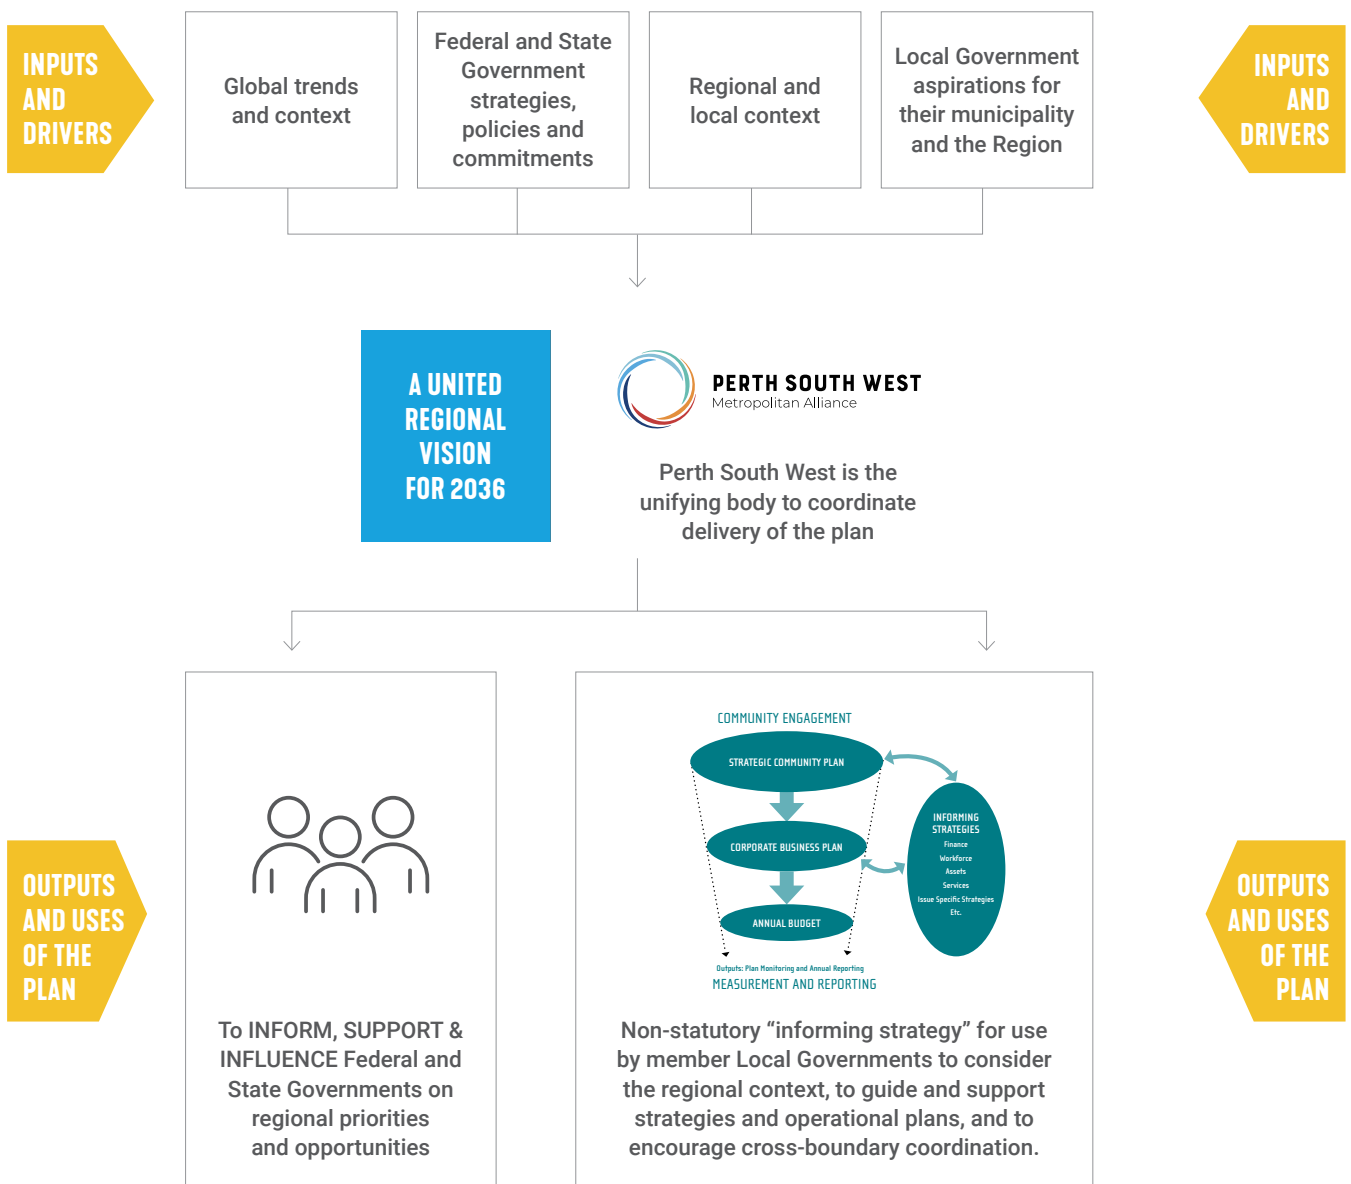 INPUTS
AND
DRIVERS
Global trends
and context
Federal and State
Government
strategies,
policies and
commitments
Regional and
local context
Local Government
aspirations for
their municipality
and the Region
INPUTS
AND
DRIVERS
A UNITED
REGIONAL
VISION
FOR 2036
PERTH SOUTH WEST
Metropolitan Alliance
Perth South West is the
unifying body to coordinate
delivery of the plan
OUTPUTS
AND USES
OF THE
PLAN
To INFORM, SUPPORT &
INFLUENCE Federal and
State Governments on
regional priorities
and opportunities
COMMUNITY ENGAGEMENT
STRATEGIC COMMUNITY PLAN
CORPORATE BUSINESS PLAN
ANNUAL BUDGET
INFORMING
STRATEGIES
Finance
Workforce
Assets
Services
Issue Specific Strategies
Etc.
Outputs: Plan Monitoring and Annual Reporting
MEASUREMENT AND REPORTING
Non-statutory “informing strategy” for use
by member Local Governments to consider
the regional context, to guide and support
strategies and operational plans, and to
encourage cross-boundary coordination.
OUTPUTS
AND USES
OF THE
PLAN